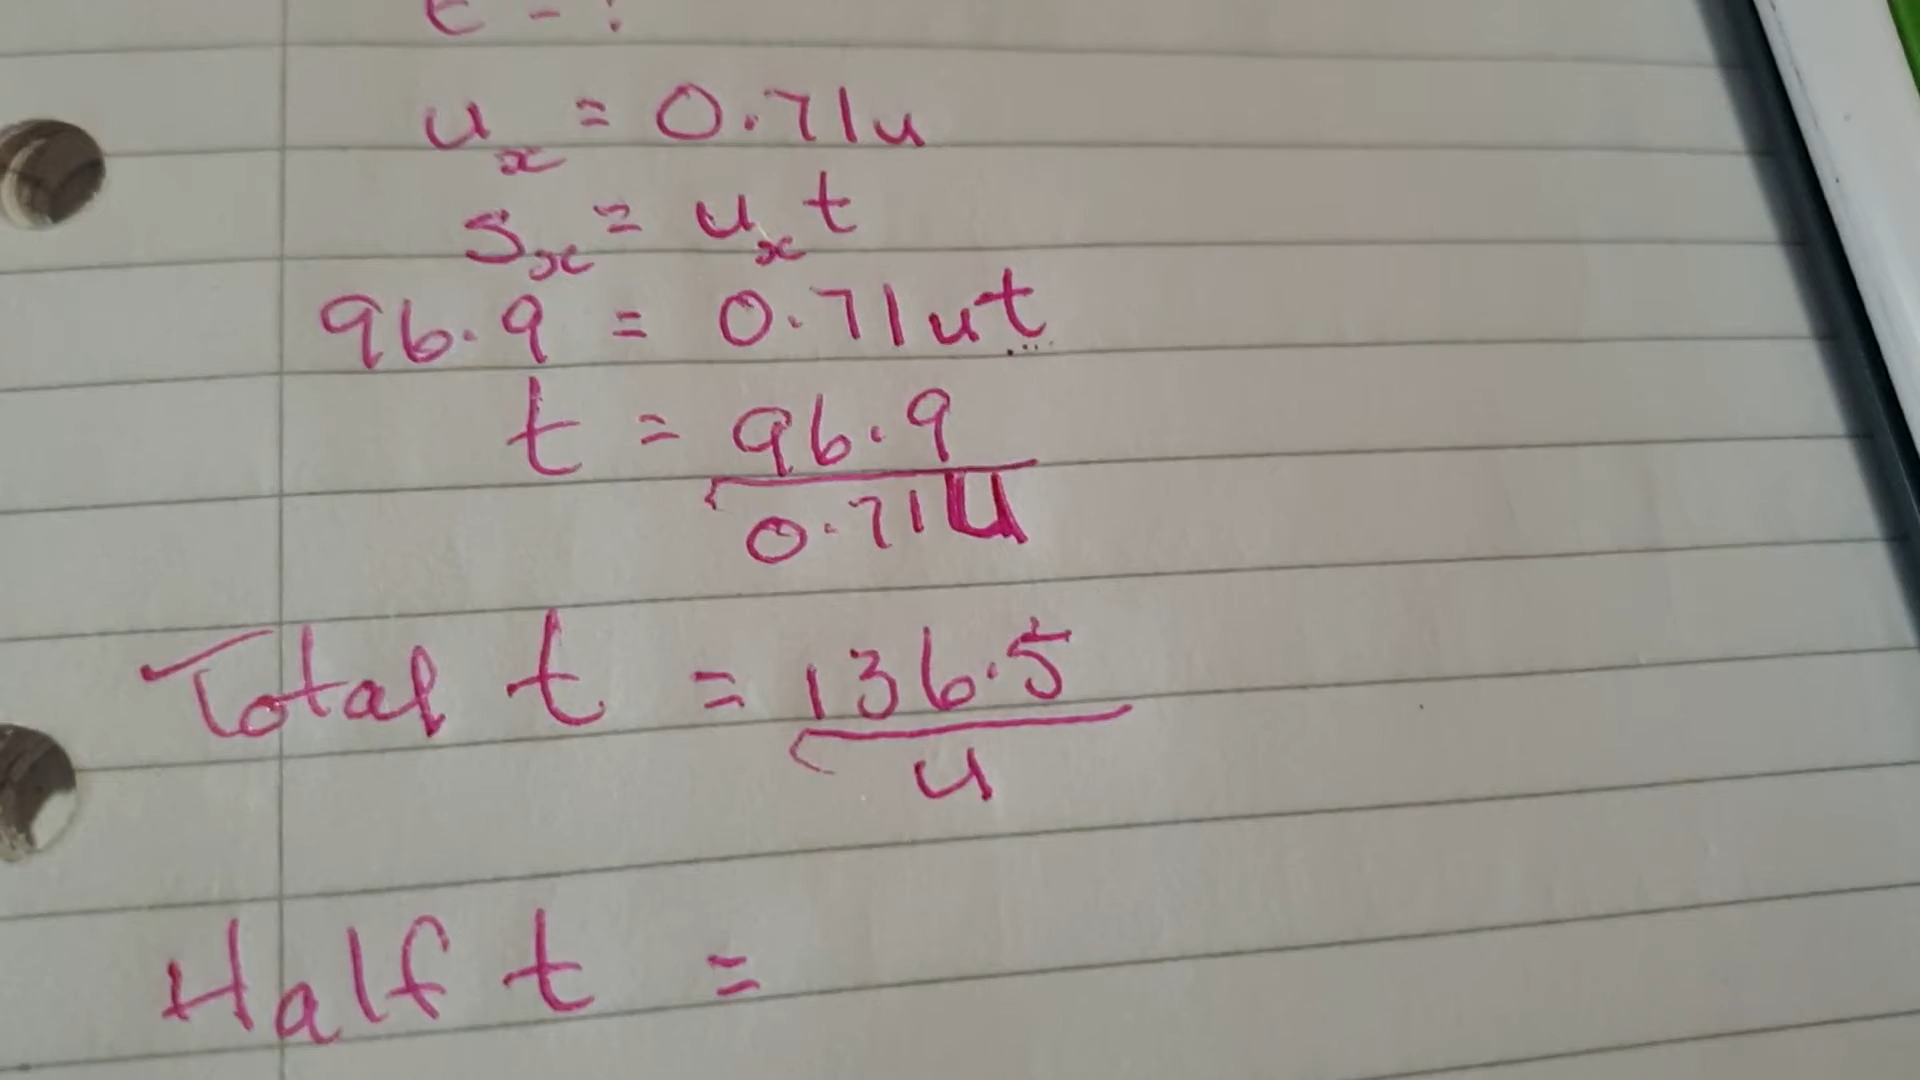 uₓ = 0.71u
sₓ = uₓt
96.9 = 0.71ut
t = 96.9
0.71u
Total t = 136.5
u
Half t =